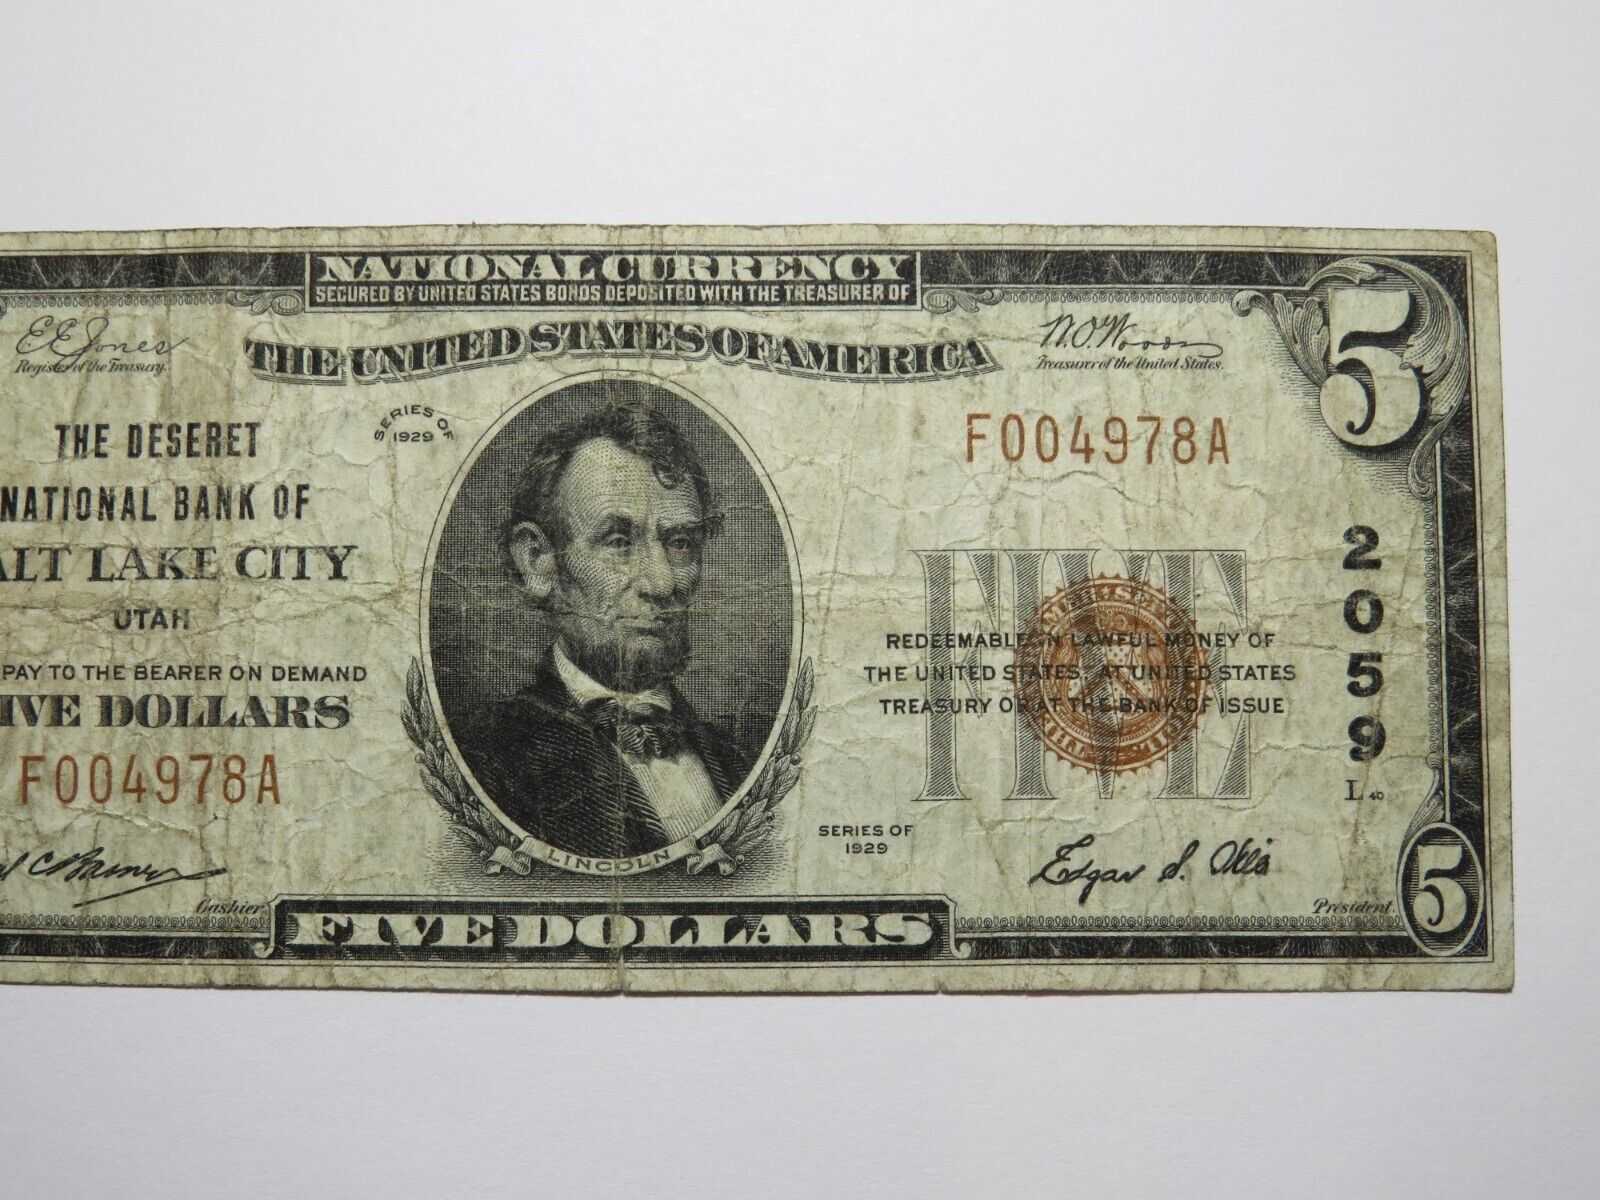 NATIONAL CURRENCY
SECURED BY UNITED STATES BONDS DEPOSITED WITH THE TREASURER OF
THE UNITED STATES OF AMERICA
E E Jones
Register of the Treasury.
W.O. Woods
Treasurer of the United States.
5
SERIES OF
1929
F004978A
THE DESERET
NATIONAL BANK OF
ALT LAKE CITY
UTAH
PAY TO THE BEARER ON DEMAND
IVE DOLLARS
F004978A
FIVE
REDEEMABLE IN LAWFUL MONEY OF
THE UNITED STATES, AT UNITED STATES
TREASURY OR AT THE BANK OF ISSUE
2059
L 40
SERIES OF
1929
LINCOLN
Cashier.
Edgar S. Hills
President.
FIVE DOLLARS
5